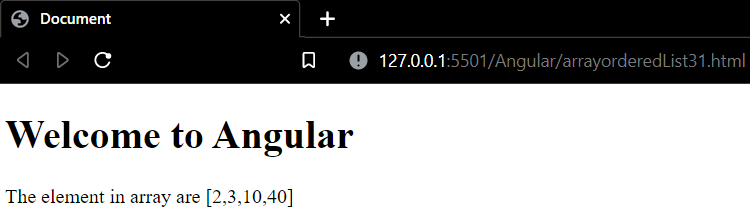 Document
127.0.0.1:5501/Angular/arrayorderedList31.html
Welcome to Angular
The element in array are [2,3,10,40]